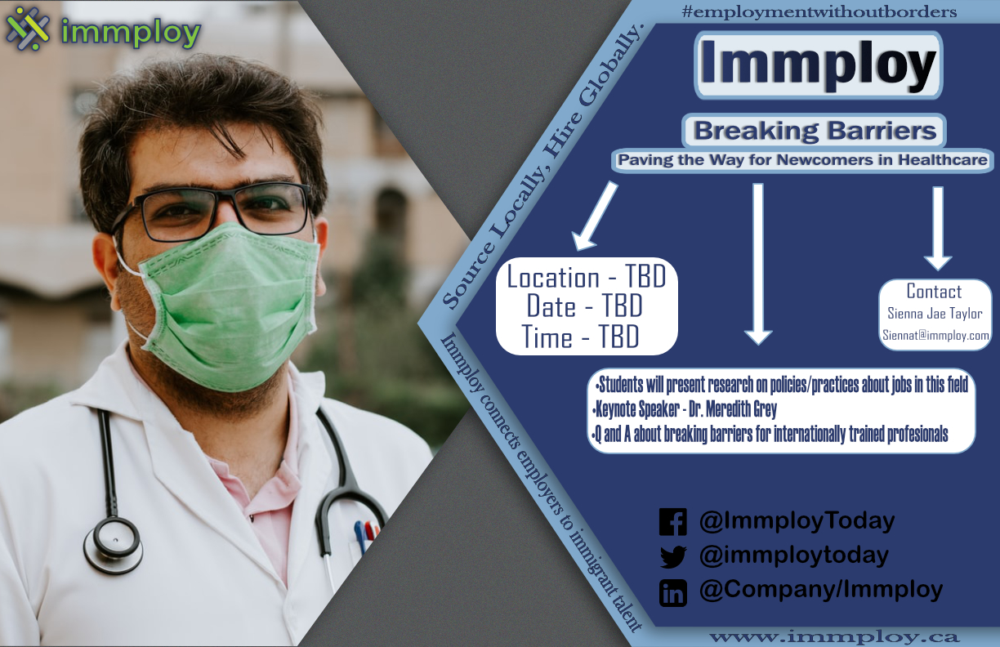 immploy
#employmentwithoutborders
Immploy
Breaking Barriers
Paving the Way for Newcomers in Healthcare
Source Locally, Hire Globally.
Immploy connects employers to immigrant talent
Location - TBD
Date - TBD
Time - TBD
Contact
Sienna Jae Taylor
Siennat@immploy.com
•Students will present research on policies/practices about jobs in this field
•Keynote Speaker - Dr. Meredith Grey
•Q and A about breaking barriers for internationally trained profesionals
@ImmployToday
@immploytoday
@Company/Immploy
www.immploy.ca